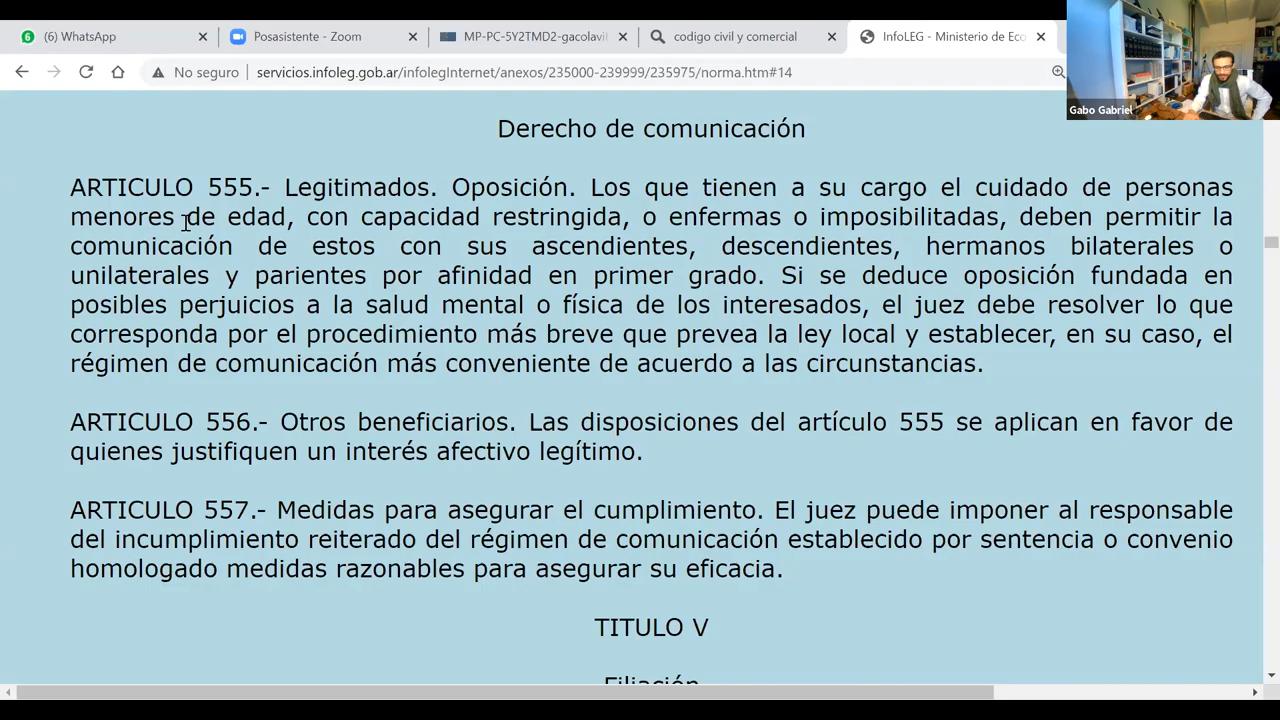 6 (6) WhatsApp
Posasistente - Zoom
MP-PC-5Y2TMD2-gacolavil
codigo civil y comercial
InfoLEG - Ministerio de Eco
No seguro
servicios.infoleg.gob.ar/infolegInternet/anexos/235000-239999/235975/norma.htm#14
Gabo Gabriel
Derecho de comunicación
ARTICULO 555.- Legitimados. Oposición. Los que tienen a su cargo el cuidado de personas
menores de edad, con capacidad restringida, o enfermas o imposibilitadas, deben permitir la
comunicación de estos con sus ascendientes, descendientes, hermanos bilaterales o
unilaterales y parientes por afinidad en primer grado. Si se deduce oposición fundada en
posibles perjuicios a la salud mental o física de los interesados, el juez debe resolver lo que
corresponda por el procedimiento más breve que prevea la ley local y establecer, en su caso, el
régimen de comunicación más conveniente de acuerdo a las circunstancias.
ARTICULO 556.- Otros beneficiarios. Las disposiciones del artículo 555 se aplican en favor de
quienes justifiquen un interés afectivo legítimo.
ARTICULO 557.- Medidas para asegurar el cumplimiento. El juez puede imponer al responsable
del incumplimiento reiterado del régimen de comunicación establecido por sentencia o convenio
homologado medidas razonables para asegurar su eficacia.
TITULO V
Filiación